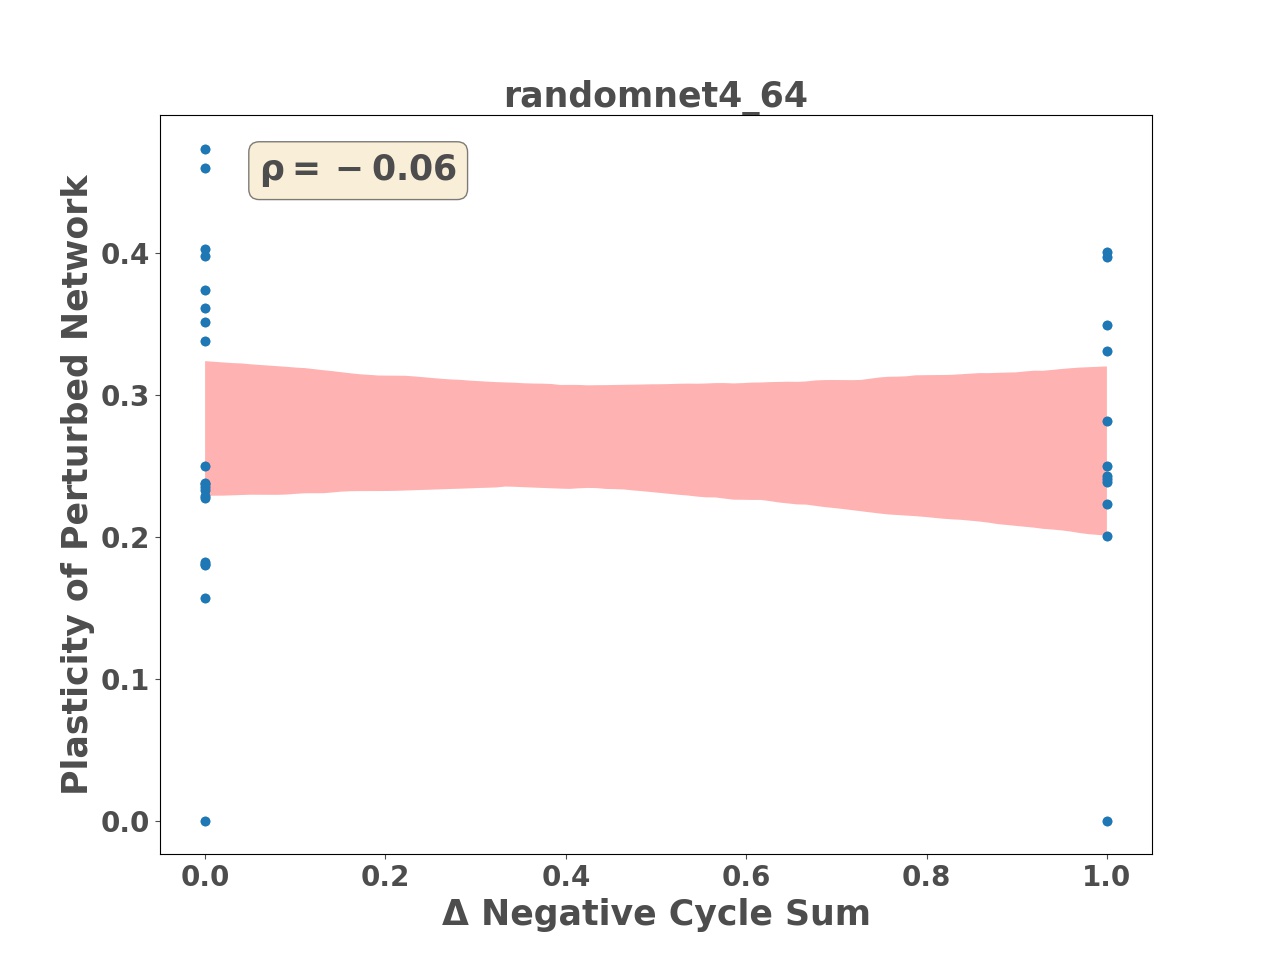 randomnet4_64
ρ = − 0.06
Plasticity of Perturbed Network
0.4
0.3
0.2
0.1
0.0
0.0 0.2 0.4 0.6 0.8 1.0
Δ Negative Cycle Sum